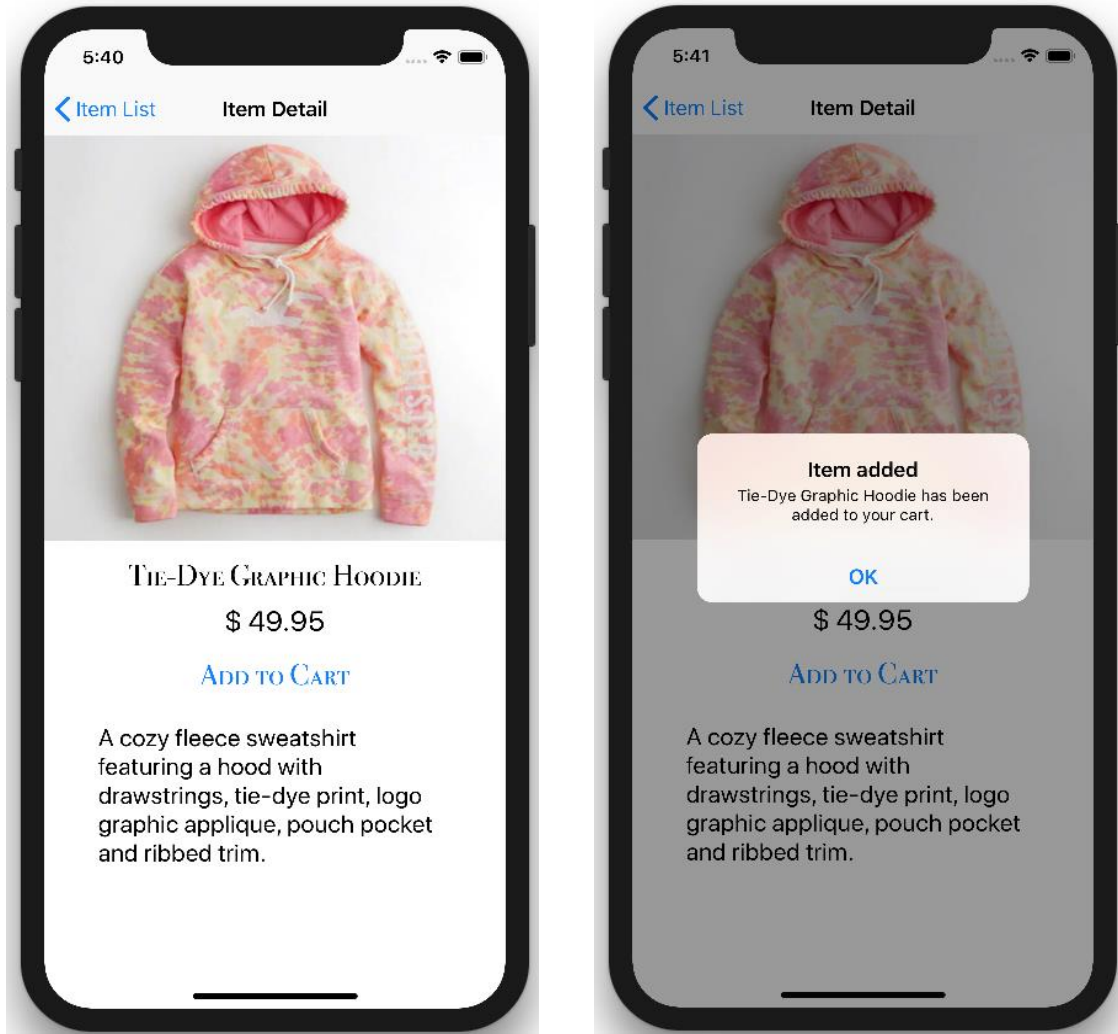 5:40
Item List
Item Detail
TIE-DYE GRAPHIC HOODIE
$ 49.95
ADD TO CART
A cozy fleece sweatshirt
featuring a hood with
drawstrings, tie-dye print, logo
graphic applique, pouch pocket
and ribbed trim.
5:41
Item List
Item Detail
Item added
Tie-Dye Graphic Hoodie has been
added to your cart.
OK
$ 49.95
ADD TO CART
A cozy fleece sweatshirt
featuring a hood with
drawstrings, tie-dye print, logo
graphic applique, pouch pocket
and ribbed trim.